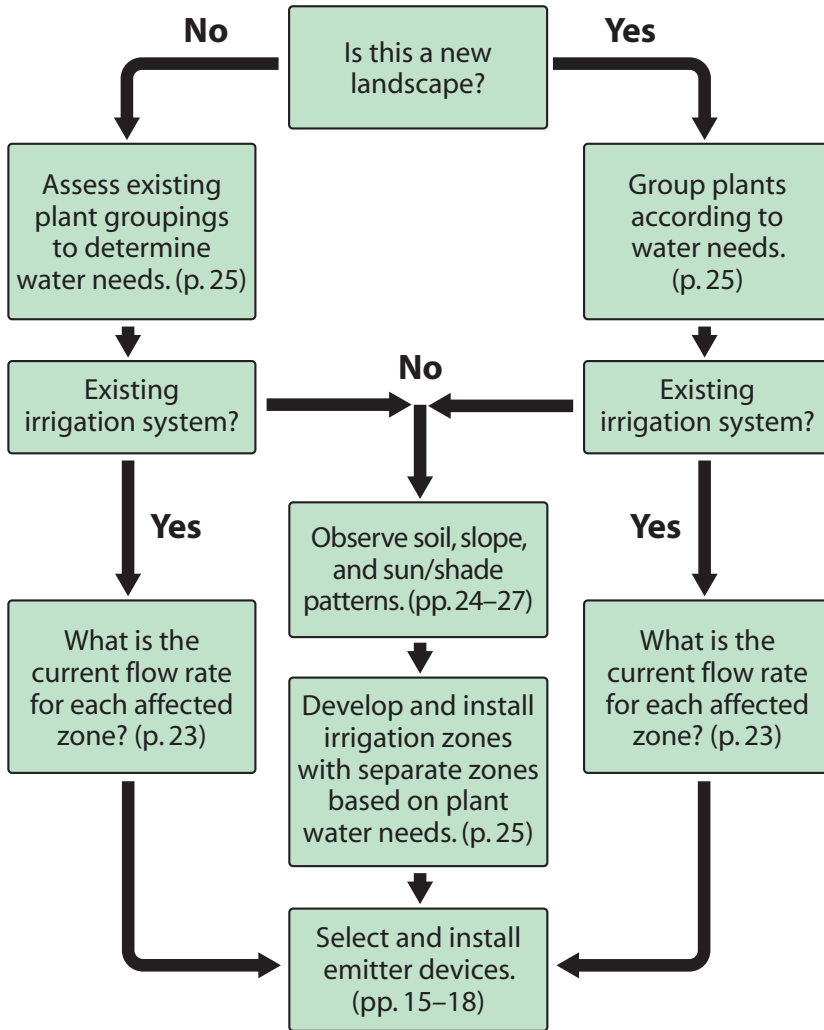 No
Is this a new
landscape?
Yes
Assess existing
plant groupings
to determine
water needs. (p. 25)
Group plants
according to
water needs.
(p. 25)
Existing
irrigation system?
No
Existing
irrigation system?
Yes
Observe soil, slope,
and sun/shade
patterns. (pp. 24–27)
Yes
What is the
current flow rate
for each affected
zone? (p. 23)
Develop and install
irrigation zones
with separate zones
based on plant
water needs. (p. 25)
What is the
current flow rate
for each affected
zone? (p. 23)
Select and install
emitter devices.
(pp. 15–18)